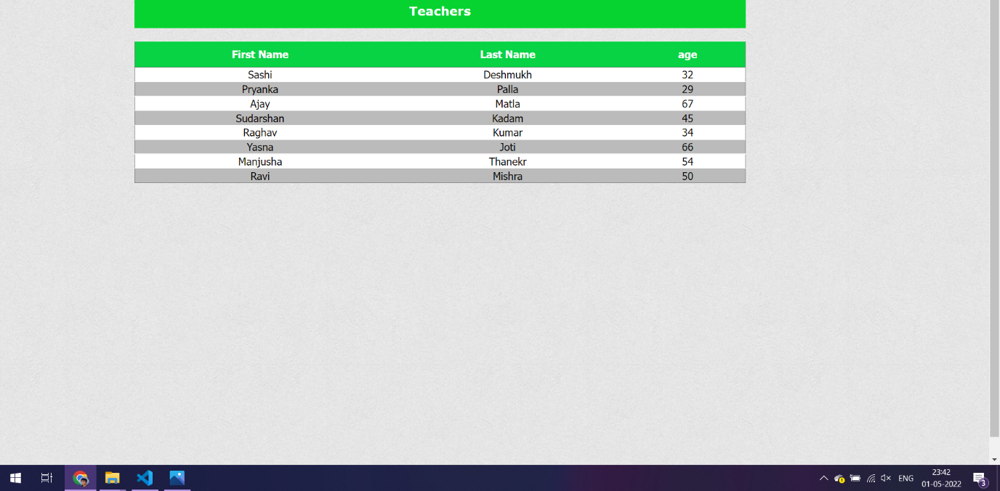 Teachers
First Name Last Name age
Sashi Deshmukh 32
Pryanka Palla 29
Ajay Matla 67
Sudarshan Kadam 45
Raghav Kumar 34
Yasna Joti 66
Manjusha Thanekr 54
Ravi Mishra 50
ENG
23:42
01-05-2022
3